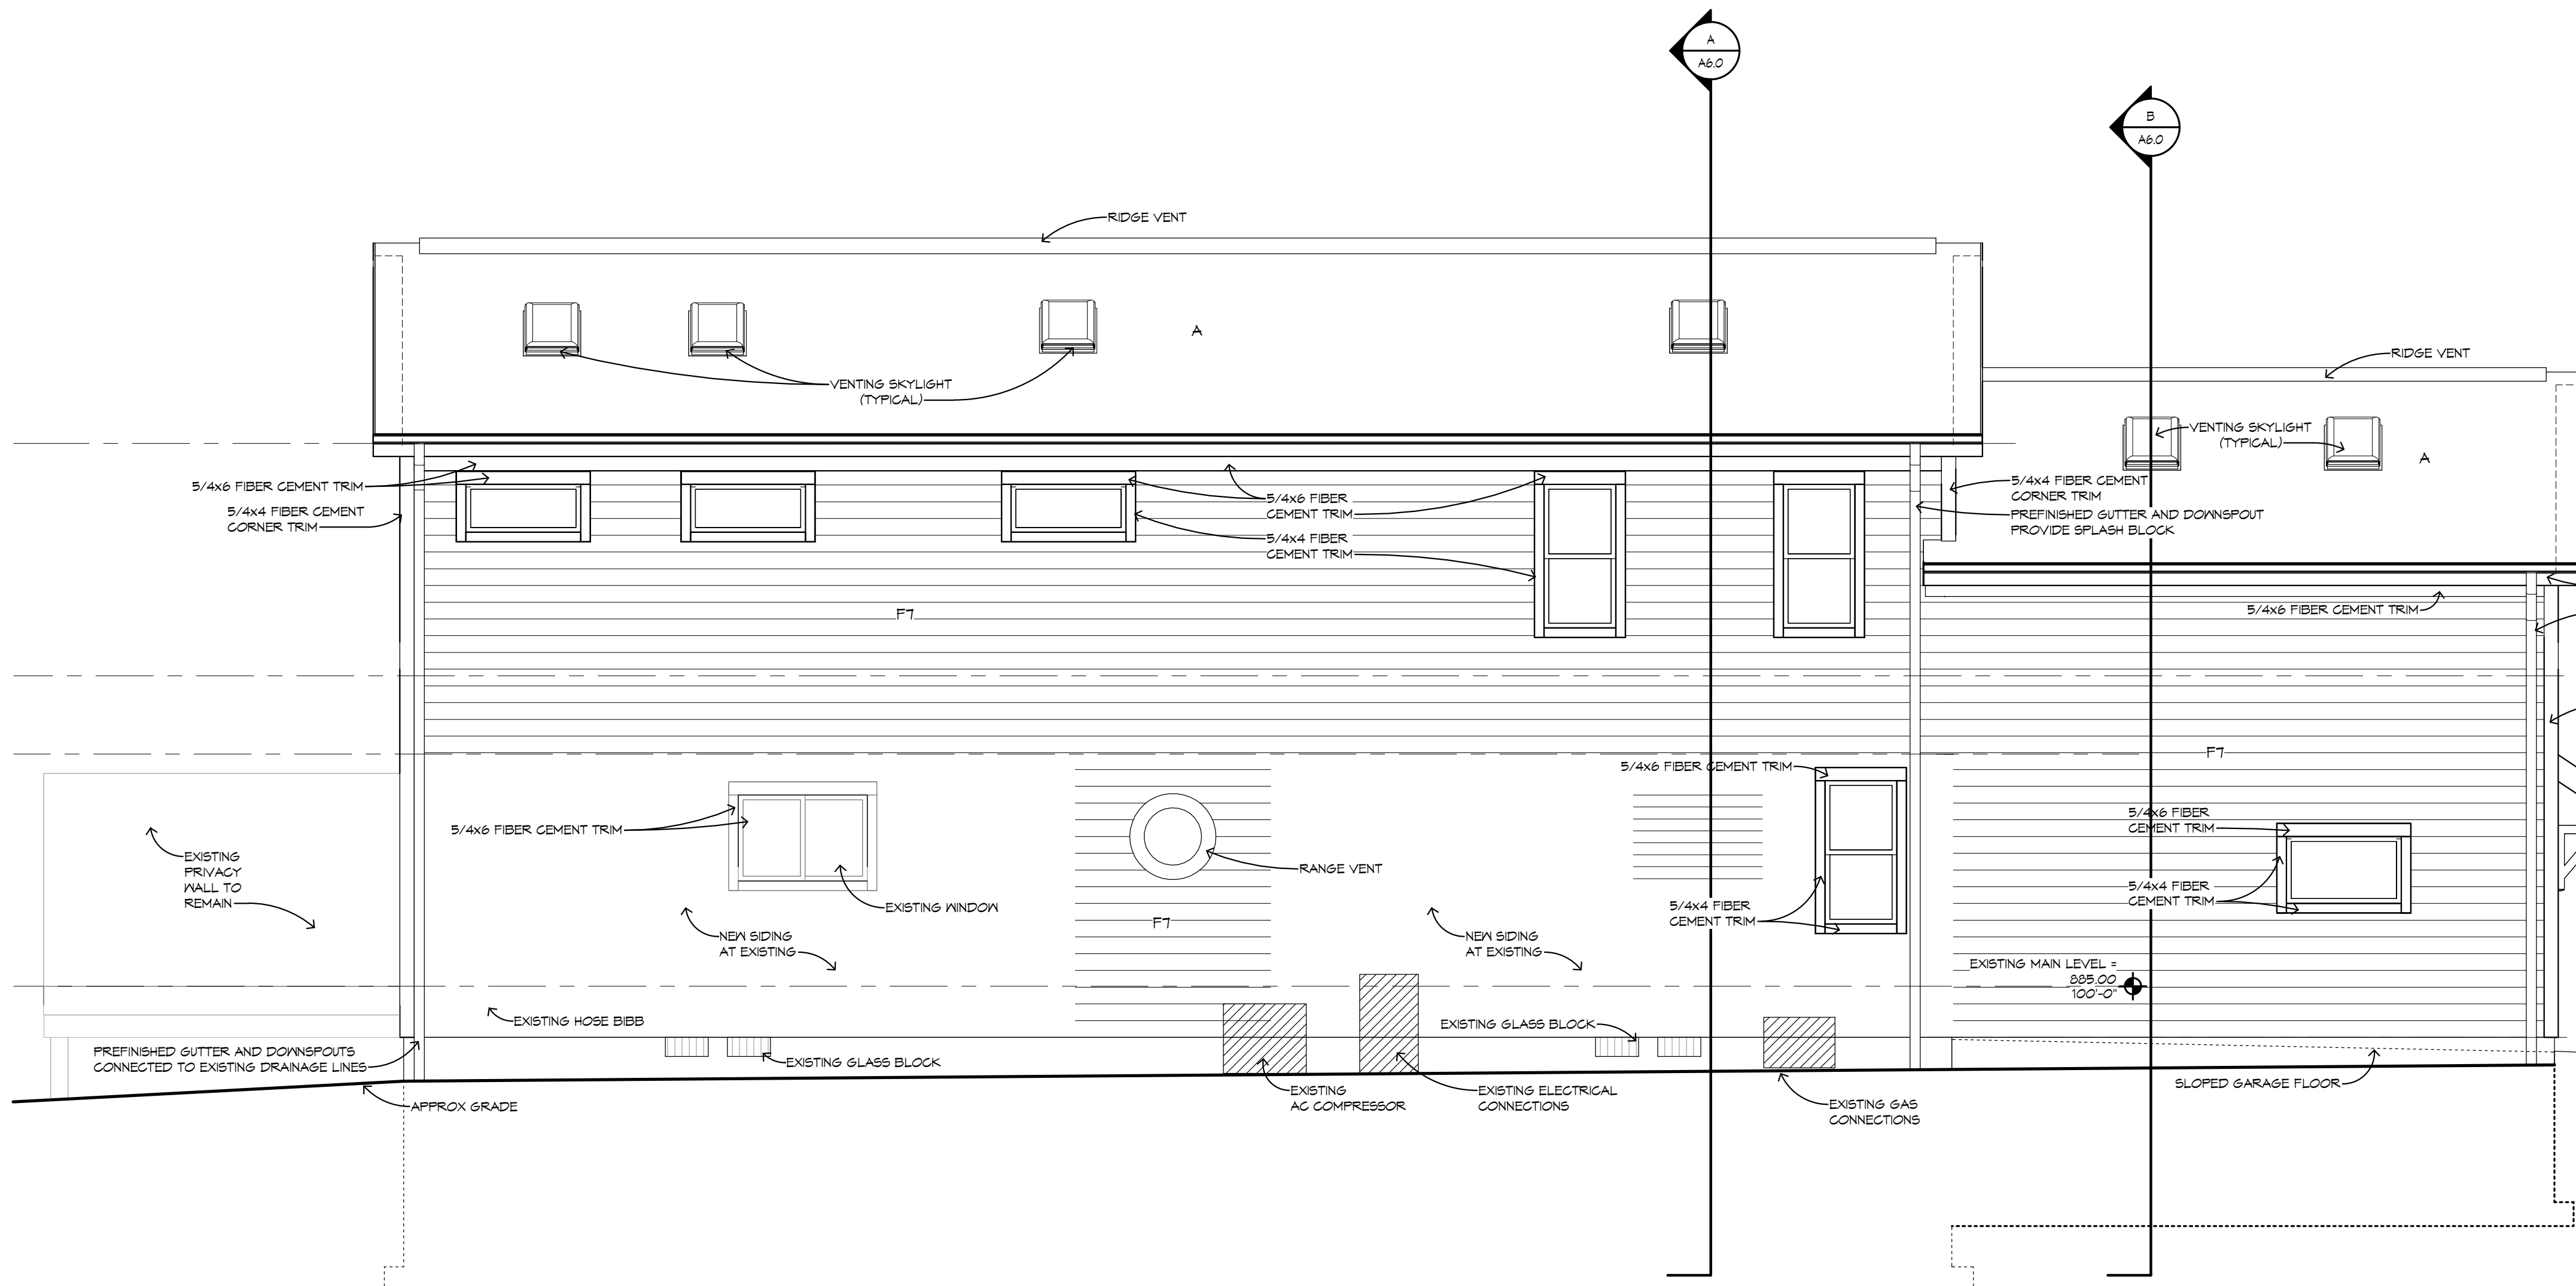 A
A6.0
B
A6.0
RIDGE VENT
A
VENTING SKYLIGHT
(TYPICAL)
RIDGE VENT
VENTING SKYLIGHT
(TYPICAL)
A
5/4x6 FIBER CEMENT TRIM
5/4x4 FIBER CEMENT
CORNER TRIM
5/4x6 FIBER
CEMENT TRIM
5/4x4 FIBER
CEMENT TRIM
5/4x4 FIBER CEMENT
CORNER TRIM
PREFINISHED GUTTER AND DOWNSPOUT
PROVIDE SPLASH BLOCK
5/4x6 FIBER CEMENT TRIM
F7
F7
5/4x6 FIBER CEMENT TRIM
5/4x6 FIBER CEMENT TRIM
5/4x6 FIBER
CEMENT TRIM
EXISTING
PRIVACY
WALL TO
REMAIN
RANGE VENT
EXISTING WINDOW
5/4x4 FIBER
CEMENT TRIM
5/4x4 FIBER
CEMENT TRIM
F7
NEW SIDING
AT EXISTING
NEW SIDING
AT EXISTING
EXISTING MAIN LEVEL =
885.00
100'-0"
EXISTING HOSE BIBB
EXISTING GLASS BLOCK
PREFINISHED GUTTER AND DOWNSPOUTS
CONNECTED TO EXISTING DRAINAGE LINES
EXISTING GLASS BLOCK
SLOPED GARAGE FLOOR
APPROX GRADE
EXISTING
AC COMPRESSOR
EXISTING ELECTRICAL
CONNECTIONS
EXISTING GAS
CONNECTIONS